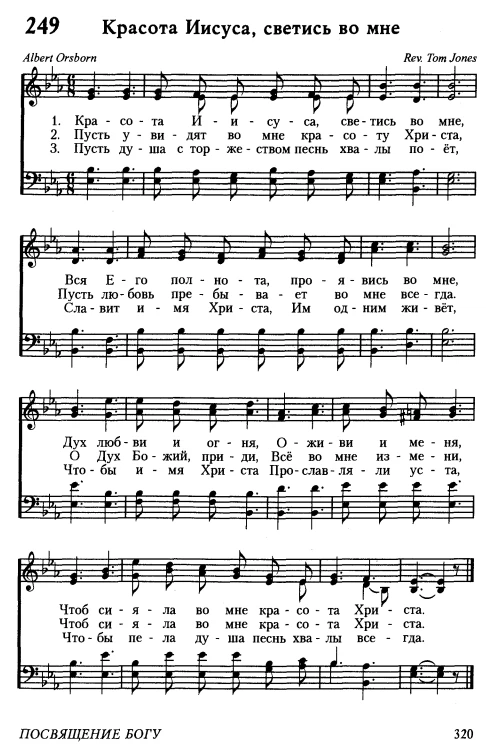 249 Красота Иисуса, светись во мне
Albert Orsborn Rev. Tom Jones
1. Кра - со - та И - и - су - са, све - тись во мне,
2. Пусть у - ви - дят во мне кра - со - ту Хри - ста,
3. Пусть ду - ша с тор - же - ством песнь хва - лы по - ёт,
Вся Е - го пол - но - та, про - я - вись во мне,
Пусть лю - бовь пре - бы - ва - ет во мне все - гда.
Сла - вит и - мя Хри - ста, Им од - ним жи - вёт,
Дух люб - ви и ог - ня, О - жи - ви и ме - ня,
О Дух Бо - жий, при - ди, Всё во мне из - ме - ни,
Что - бы и - мя Хри - ста Про - слав - ля - ли ус - та,
Чтоб си - я - ла во мне кра - со - та Хри - ста.
Чтоб си - я - ла во мне кра - со - та Хри - ста.
Что - бы пе - ла ду - ша песнь хва - лы все - гда.
ПОСВЯЩЕНИЕ БОГУ 320